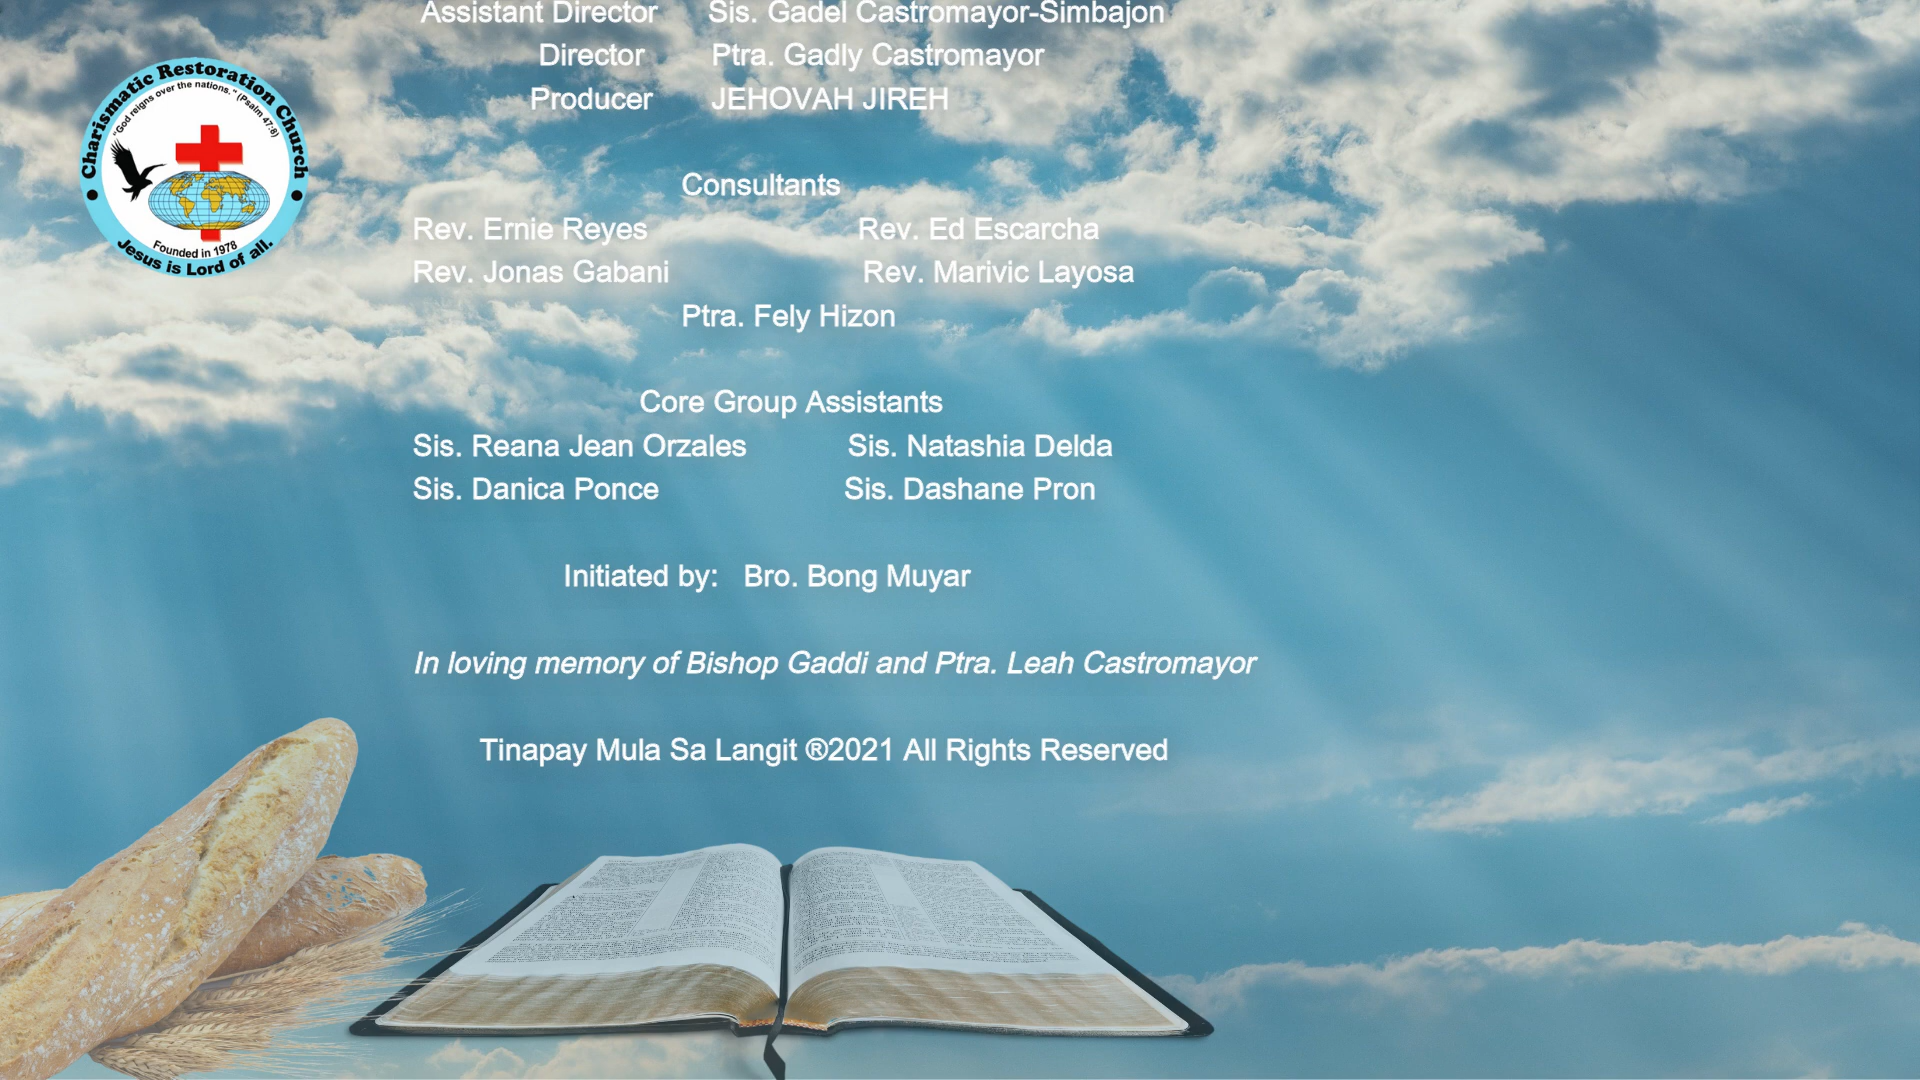 Assistant Director Sis. Gadel Castromayor-Simbajon
Director Ptra. Gadly Castromayor
Producer JEHOVAH JIREH
Charismatic Restoration Church
"God reigns over the nations." (Psalm 47:8)
Founded in 1978
Jesus is Lord of all.
Consultants
Rev. Ernie Reyes Rev. Ed Escarcha
Rev. Jonas Gabani Rev. Marivic Layosa
Ptra. Fely Hizon
Core Group Assistants
Sis. Reana Jean Orzales Sis. Natashia Delda
Sis. Danica Ponce Sis. Dashane Pron
Initiated by: Bro. Bong Muyar
In loving memory of Bishop Gaddi and Ptra. Leah Castromayor
Tinapay Mula Sa Langit ®2021 All Rights Reserved